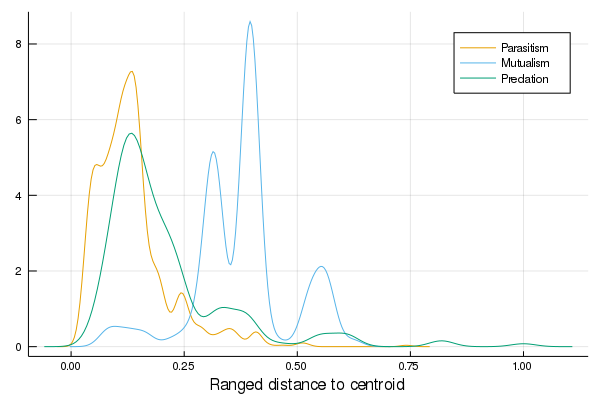 8
6
4
2
0
0.00 0.25 0.50 0.75 1.00
Ranged distance to centroid
Parasitism
Mutualism
Predation